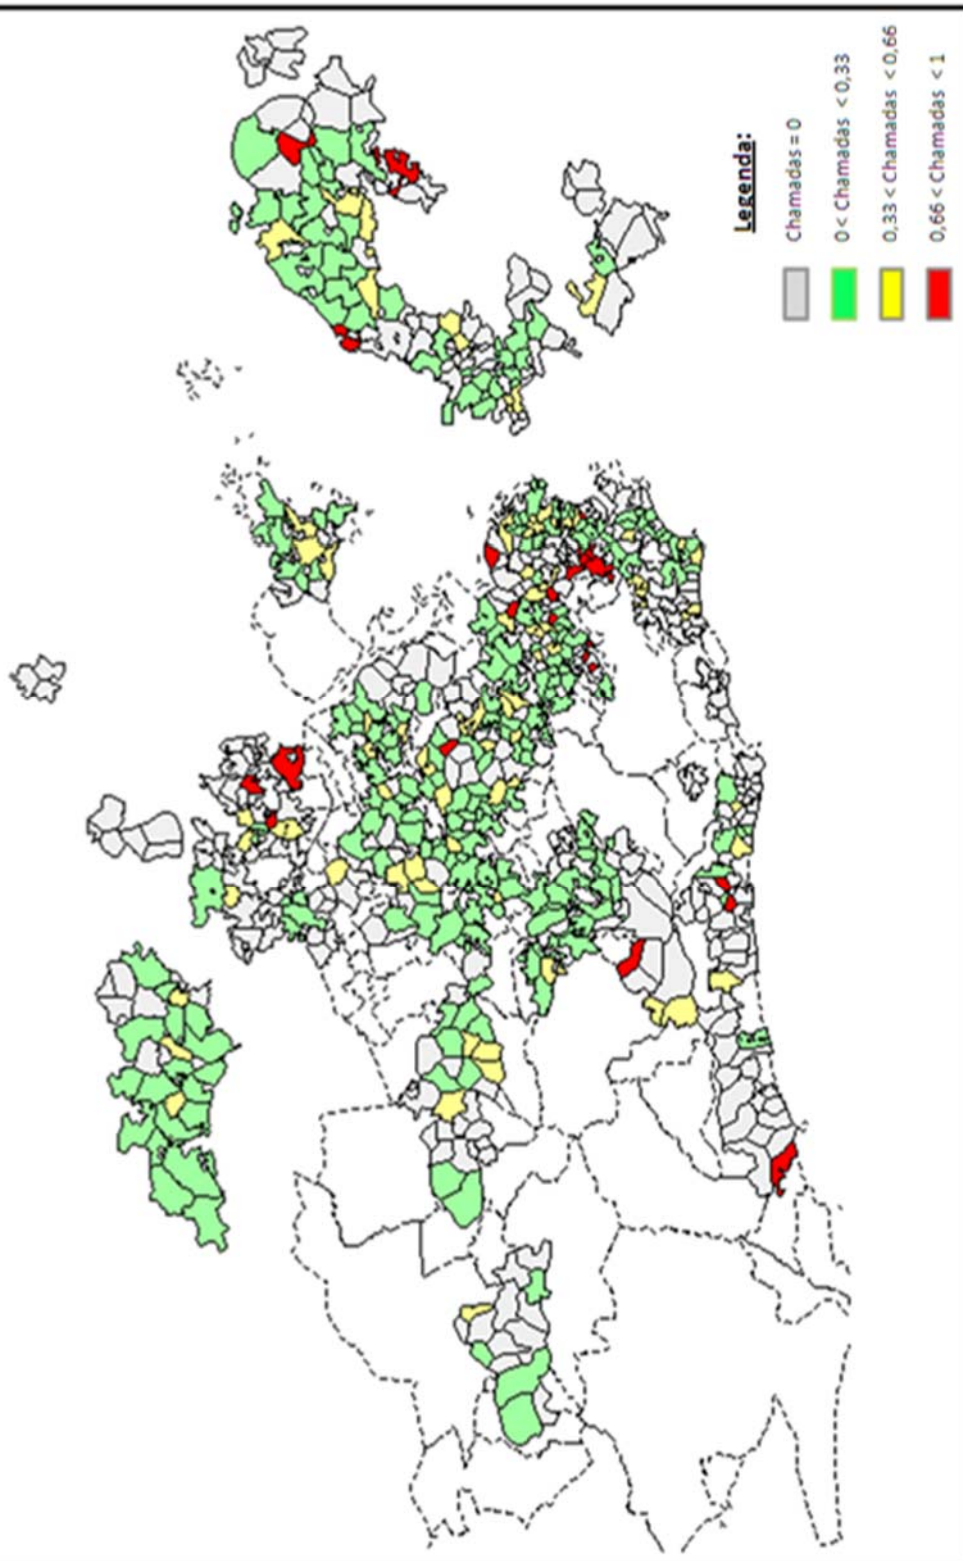 Legenda:
Chamadas = 0
0 < Chamadas < 0,33
0,33 < Chamadas < 0,66
0,66 < Chamadas < 1